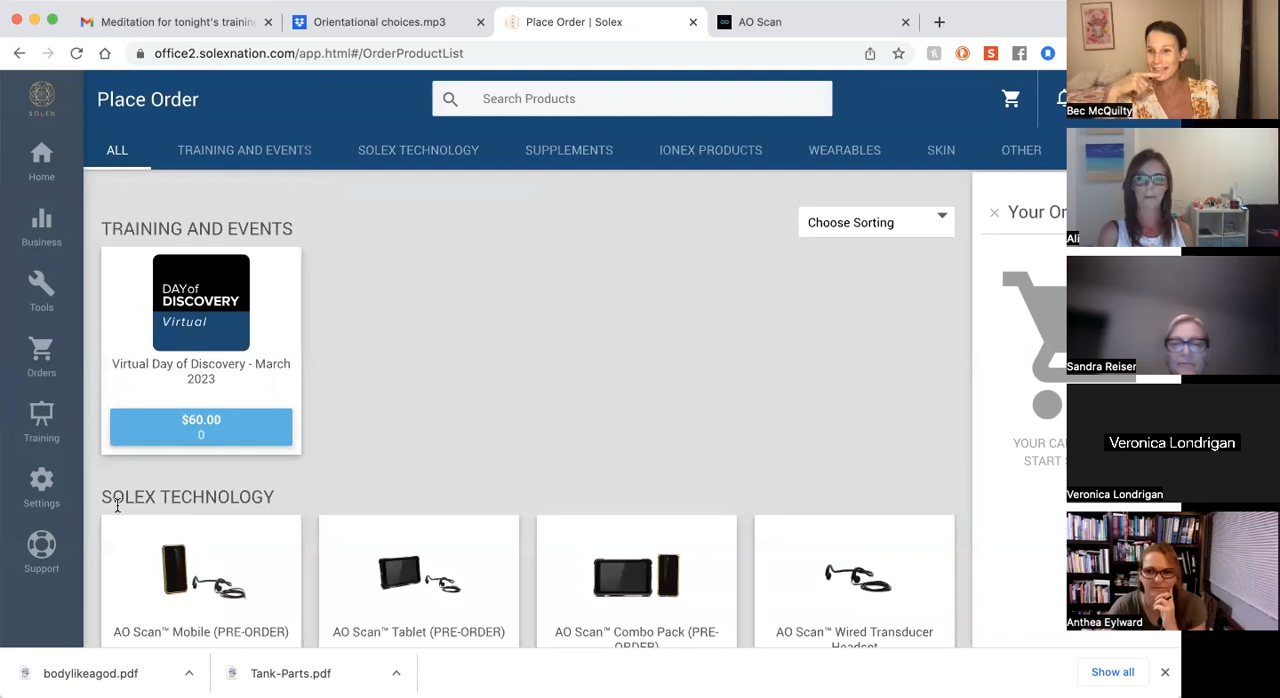 Meditation for tonight's trainin
Orientational choices.mp3
Place Order | Solex
AO Scan
office2.solexnation.com/app.html#/OrderProductList
SOLEX
Place Order
Search Products
Home
Business
Tools
Orders
Training
Settings
Support
ALL
TRAINING AND EVENTS
SOLEX TECHNOLOGY
SUPPLEMENTS
IONEX PRODUCTS
WEARABLES
SKIN
OTHER
TRAINING AND EVENTS
Choose Sorting
DAY of
DISCOVERY
Virtual
Virtual Day of Discovery - March
2023
$60.00
0
SOLEX TECHNOLOGY
AO Scan™ Mobile (PRE-ORDER)
AO Scan™ Tablet (PRE-ORDER)
AO Scan™ Combo Pack (PRE-
ORDER)
AO Scan™ Wired Transducer
Headset
Your Or
YOUR CA
START S
Bec McQuilty
Ali
Sandra Reiser
Veronica Londrigan
Veronica Londrigan
Anthea Eylward
bodylikeagod.pdf
Tank-Parts.pdf
Show all